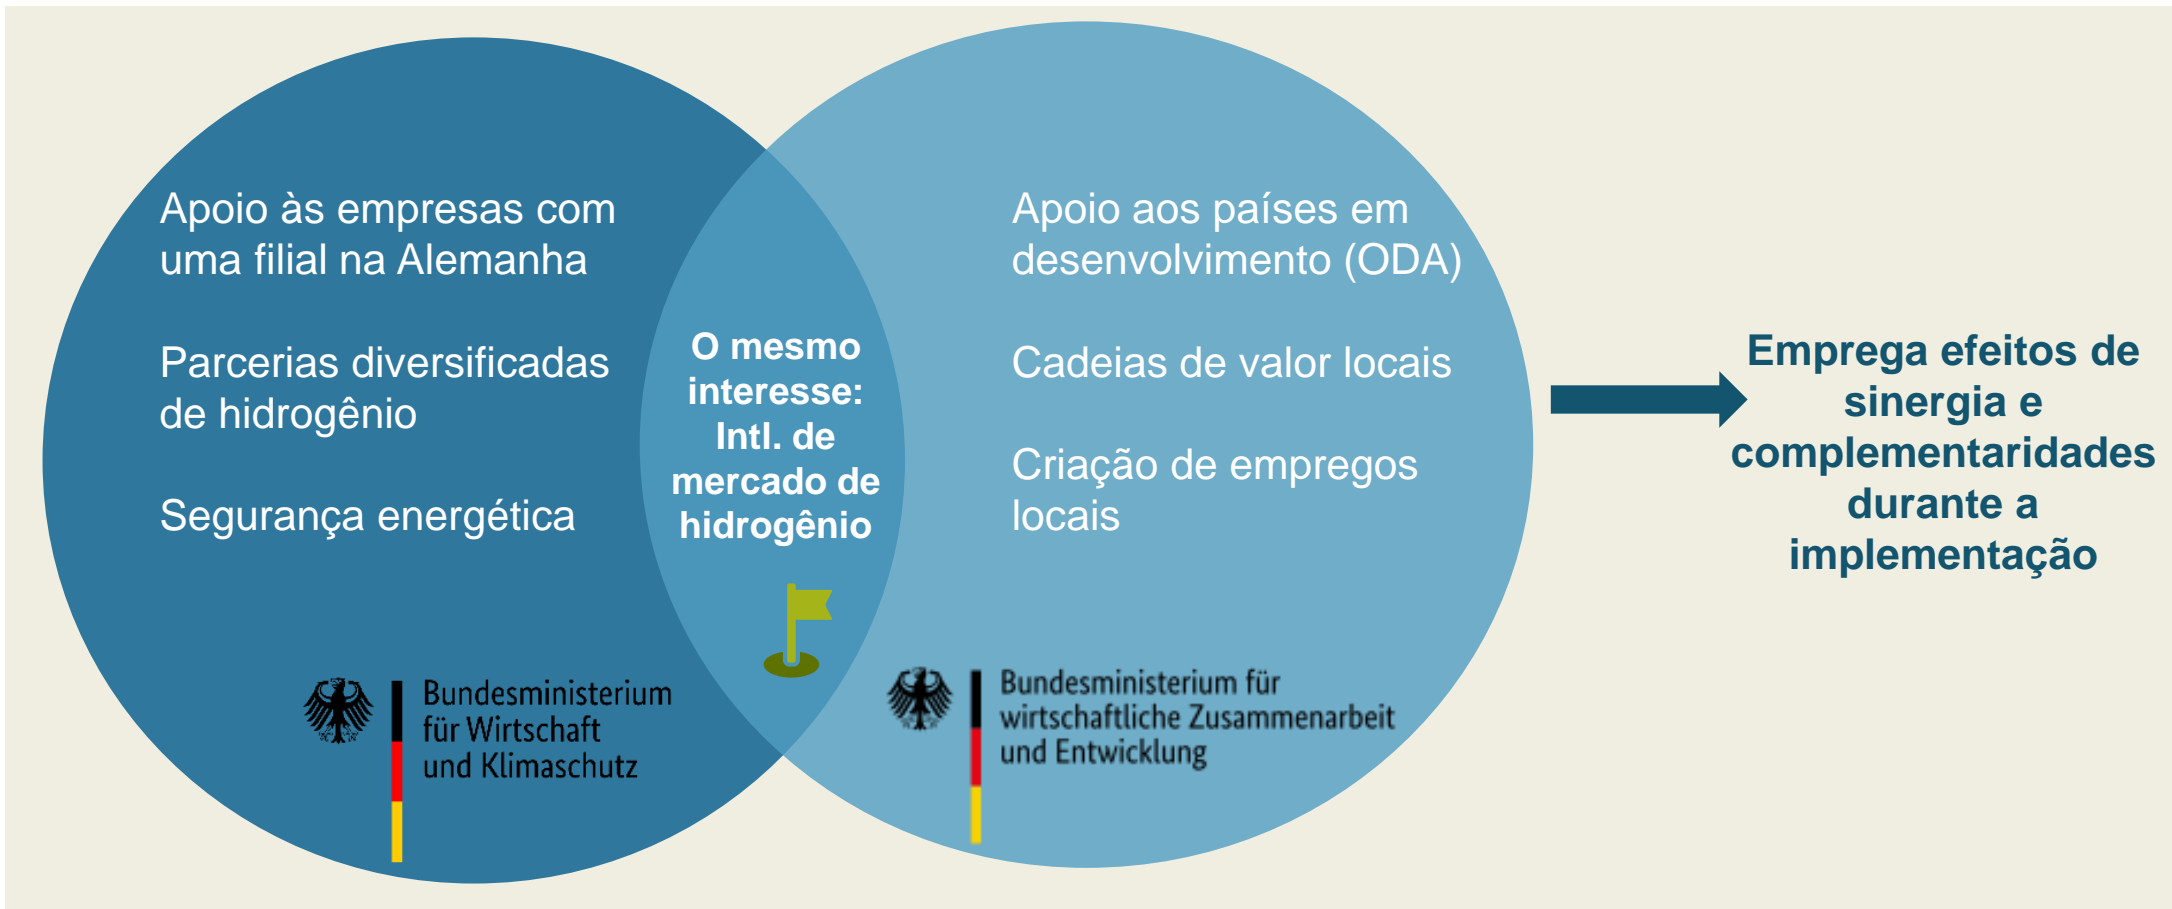 Apoio às empresas com
uma filial na Alemanha
Parcerias diversificadas
de hidrogênio
Segurança energética
Bundesministerium
für Wirtschaft
und Klimaschutz
O mesmo
interesse:
Intl. de
mercado de
hidrogênio
Apoio aos países em
desenvolvimento (ODA)
Cadeias de valor locais
Criação de empregos
locais
Bundesministerium für
wirtschaftliche Zusammenarbeit
und Entwicklung
Emprega efeitos de
sinergia e
complementaridades
durante a
implementação